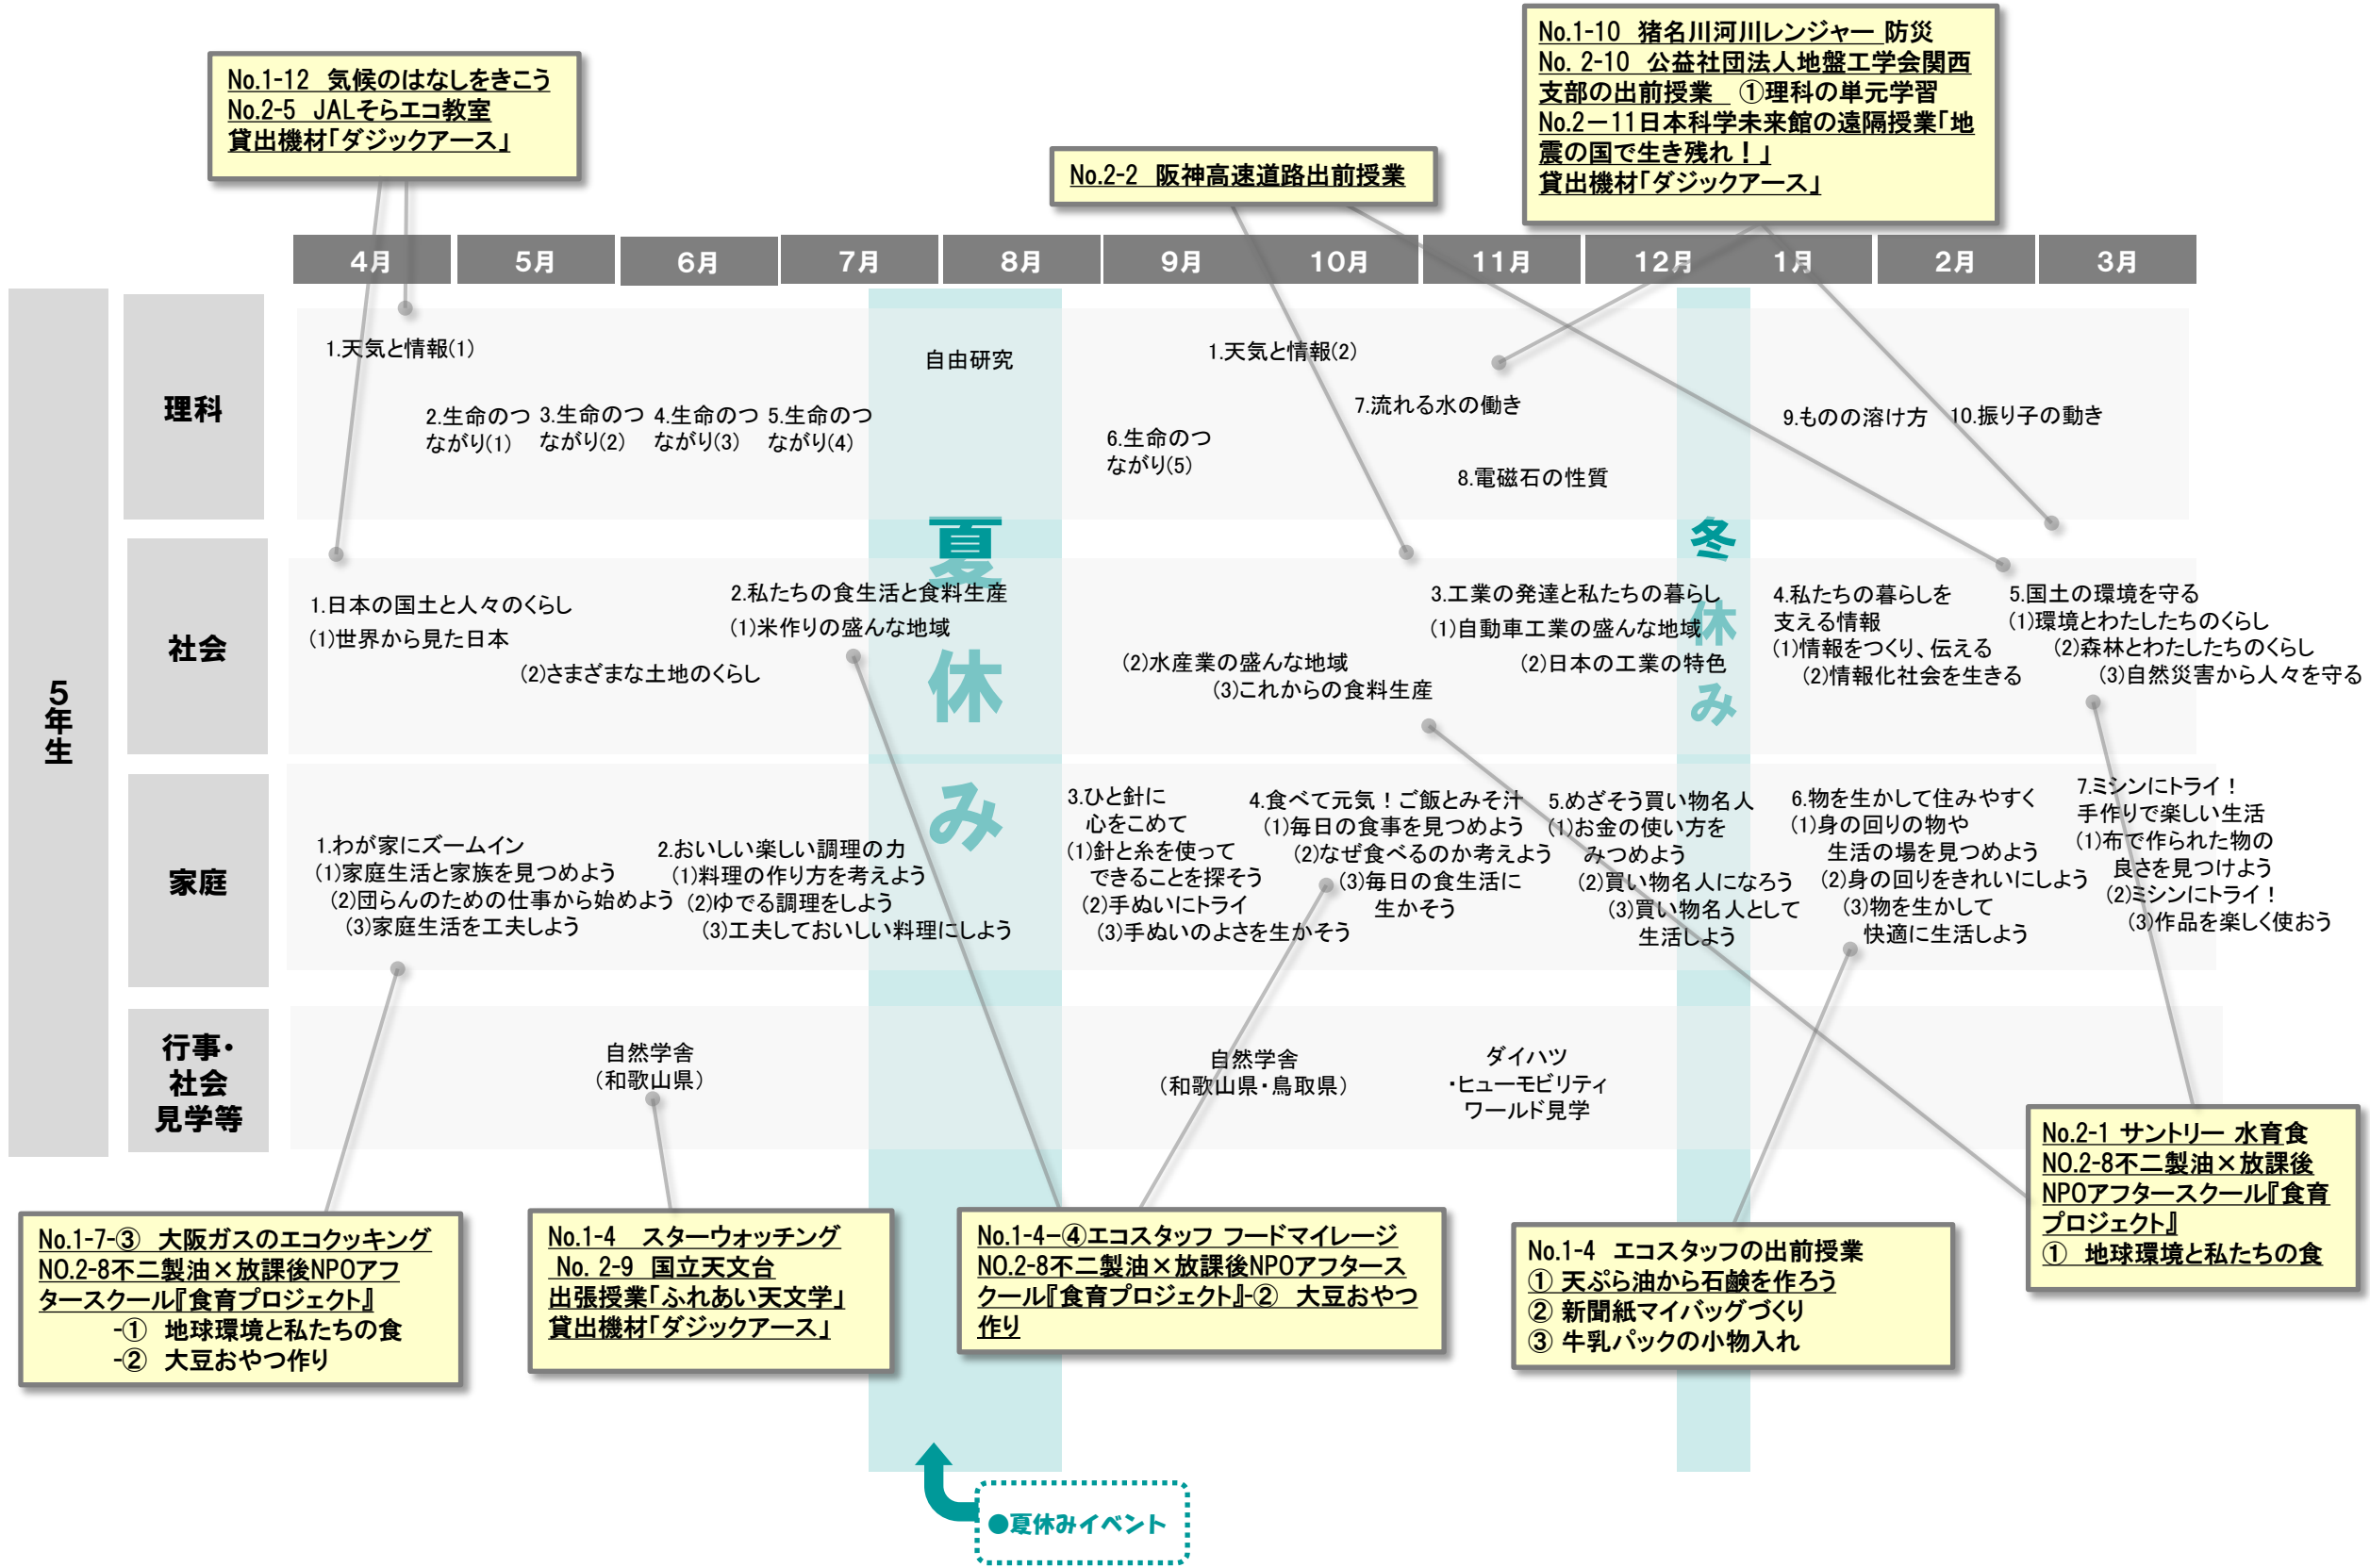 No.1-12　気候のはなしをきこう
No.2-5　JALそらエコ教室
貸出機材「ダジックアース」
No.2-2　阪神高速道路出前授業
No.1-10　猪名川河川レンジャー 防災
No. 2-10　公益社団法人地盤工学会関西
支部の出前授業　①理科の単元学習
No.2－11日本科学未来館の遠隔授業「地
震の国で生き残れ！」
貸出機材「ダジックアース」
4月
5月
6月
7月
8月
9月
10月
11月
12月
1月
2月
3月
5年生
夏休み
冬休み
理科
1.天気と情報(1)
2.生命のつ
ながり(1)
3.生命のつ
ながり(2)
4.生命のつ
ながり(3)
5.生命のつ
ながり(4)
自由研究
6.生命のつ
ながり(5)
1.天気と情報(2)
7.流れる水の働き
8.電磁石の性質
9.ものの溶け方
10.振り子の動き
社会
1.日本の国土と人々のくらし
(1)世界から見た日本
(2)さまざまな土地のくらし
2.私たちの食生活と食料生産
(1)米作りの盛んな地域
(2)水産業の盛んな地域
(3)これからの食料生産
3.工業の発達と私たちの暮らし
(1)自動車工業の盛んな地域
(2)日本の工業の特色
4.私たちの暮らしを
支える情報
(1)情報をつくり、伝える
(2)情報化社会を生きる
5.国土の環境を守る
(1)環境とわたしたちのくらし
(2)森林とわたしたちのくらし
(3)自然災害から人々を守る
家庭
1.わが家にズームイン
(1)家庭生活と家族を見つめよう
(2)団らんのための仕事から始めよう
(3)家庭生活を工夫しよう
2.おいしい楽しい調理の力
(1)料理の作り方を考えよう
(2)ゆでる調理をしよう
(3)工夫しておいしい料理にしよう
3.ひと針に
心をこめて
(1)針と糸を使って
できることを探そう
(2)手ぬいにトライ
(3)手ぬいのよさを生かそう
4.食べて元気！ご飯とみそ汁
(1)毎日の食事を見つめよう
(2)なぜ食べるのか考えよう
(3)毎日の食生活に
生かそう
5.めざそう買い物名人
(1)お金の使い方を
みつめよう
(2)買い物名人になろう
(3)買い物名人として
生活しよう
6.物を生かして住みやすく
(1)身の回りの物や
生活の場を見つめよう
(2)身の回りをきれいにしよう
(3)物を生かして
快適に生活しよう
7.ミシンにトライ！
手作りで楽しい生活
(1)布で作られた物の
良さを見つけよう
(2)ミシンにトライ！
(3)作品を楽しく使おう
行事・
社会
見学等
自然学舎
（和歌山県）
自然学舎
（和歌山県・鳥取県）
ダイハツ
・ヒューモビリティ
ワールド見学
No.1-7-③　大阪ガスのエコクッキング
NO.2-8不二製油×放課後NPOアフ
タースクール『食育プロジェクト』
-①　地球環境と私たちの食
-②　大豆おやつ作り
No.1-4　スターウォッチング
No. 2-9　国立天文台
出張授業「ふれあい天文学」
貸出機材「ダジックアース」
No.1-4－④エコスタッフ フードマイレージ
NO.2-8不二製油×放課後NPOアフタース
クール『食育プロジェクト』-②　大豆おやつ
作り
No.1-4　エコスタッフの出前授業
① 天ぷら油から石鹸を作ろう
② 新聞紙マイバッグづくり
③ 牛乳パックの小物入れ
No.2-1 サントリー 水育食
NO.2-8不二製油×放課後
NPOアフタースクール『食育
プロジェクト』
①　地球環境と私たちの食
●夏休みイベント